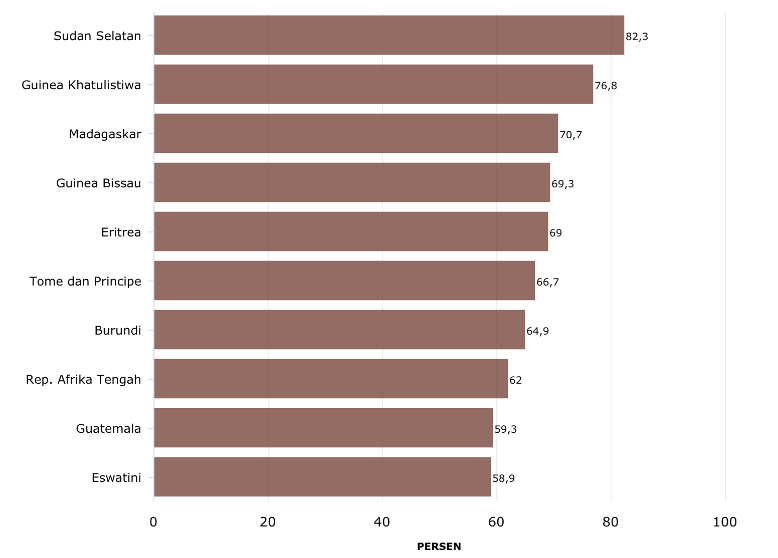 Sudan Selatan 82,3
Guinea Khatulistiwa 76,8
Madagaskar 70,7
Guinea Bissau 69,3
Eritrea 69
Tome dan Principe 66,7
Burundi 64,9
Rep. Afrika Tengah 62
Guatemala 59,3
Eswatini 58,9
0 20 40 60 80 100
PERSEN